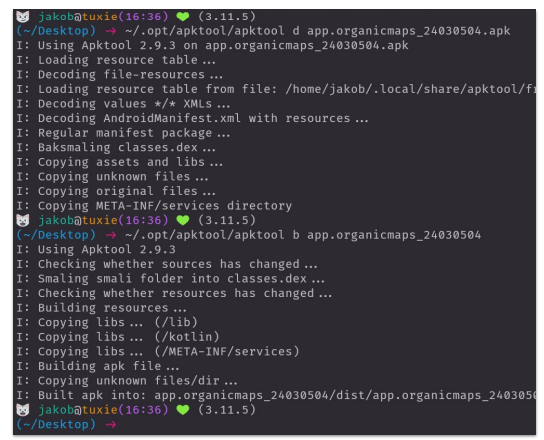 jakob@tuxie(16:36) 💚 (3.11.5)
(~/Desktop) → ~/.opt/apktool/apktool d app.organicmaps_24030504.apk
I: Using Apktool 2.9.3 on app.organicmaps_24030504.apk
I: Loading resource table...
I: Decoding file-resources...
I: Loading resource table from file: /home/jakob/.local/share/apktool/fr
I: Decoding values */* XMLs...
I: Decoding AndroidManifest.xml with resources...
I: Regular manifest package...
I: Baksmaling classes.dex...
I: Copying assets and libs...
I: Copying unknown files...
I: Copying original files...
I: Copying META-INF/services directory
jakob@tuxie(16:36) 💚 (3.11.5)
(~/Desktop) → ~/.opt/apktool/apktool b app.organicmaps_24030504
I: Using Apktool 2.9.3
I: Checking whether sources has changed...
I: Smaling smali folder into classes.dex...
I: Checking whether resources has changed...
I: Building resources...
I: Copying libs... (/lib)
I: Copying libs... (/kotlin)
I: Copying libs... (/META-INF/services)
I: Building apk file...
I: Copying unknown files/dir...
I: Built apk into: app.organicmaps_24030504/dist/app.organicmaps_240305
jakob@tuxie(16:36) 💚 (3.11.5)
(~/Desktop) →